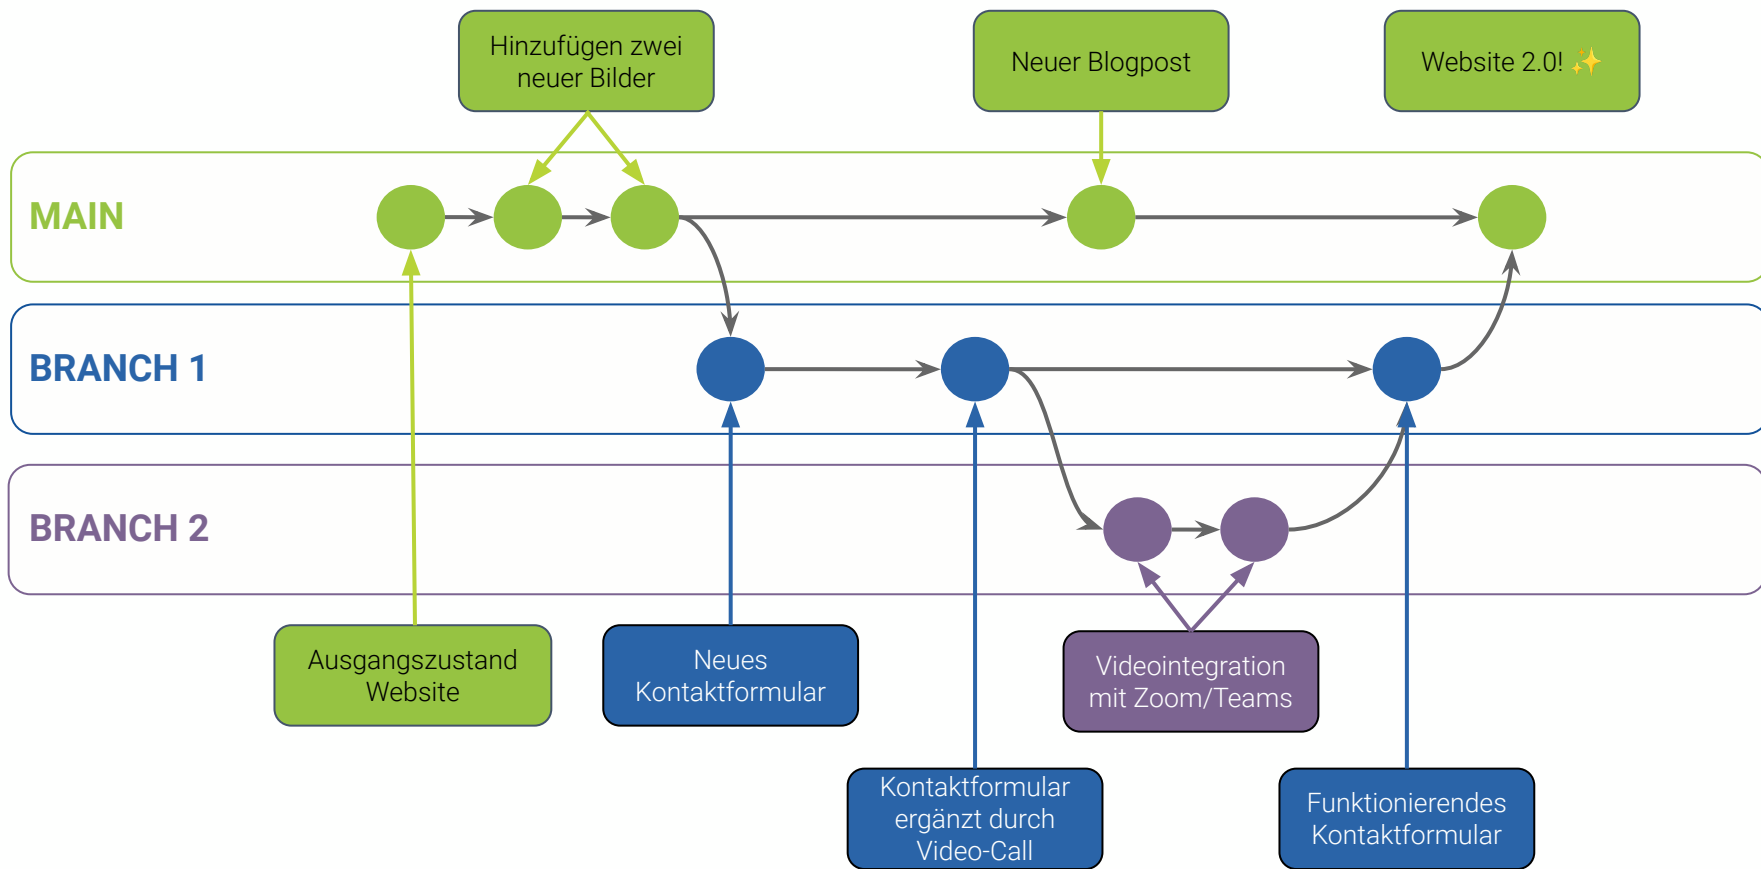 Hinzufügen zwei
neuer Bilder
Neuer Blogpost
Website 2.0! ✨
MAIN
BRANCH 1
BRANCH 2
Ausgangszustand
Website
Neues
Kontaktformular
Videointegration
mit Zoom/Teams
Kontaktformular
ergänzt durch
Video-Call
Funktionierendes
Kontaktformular